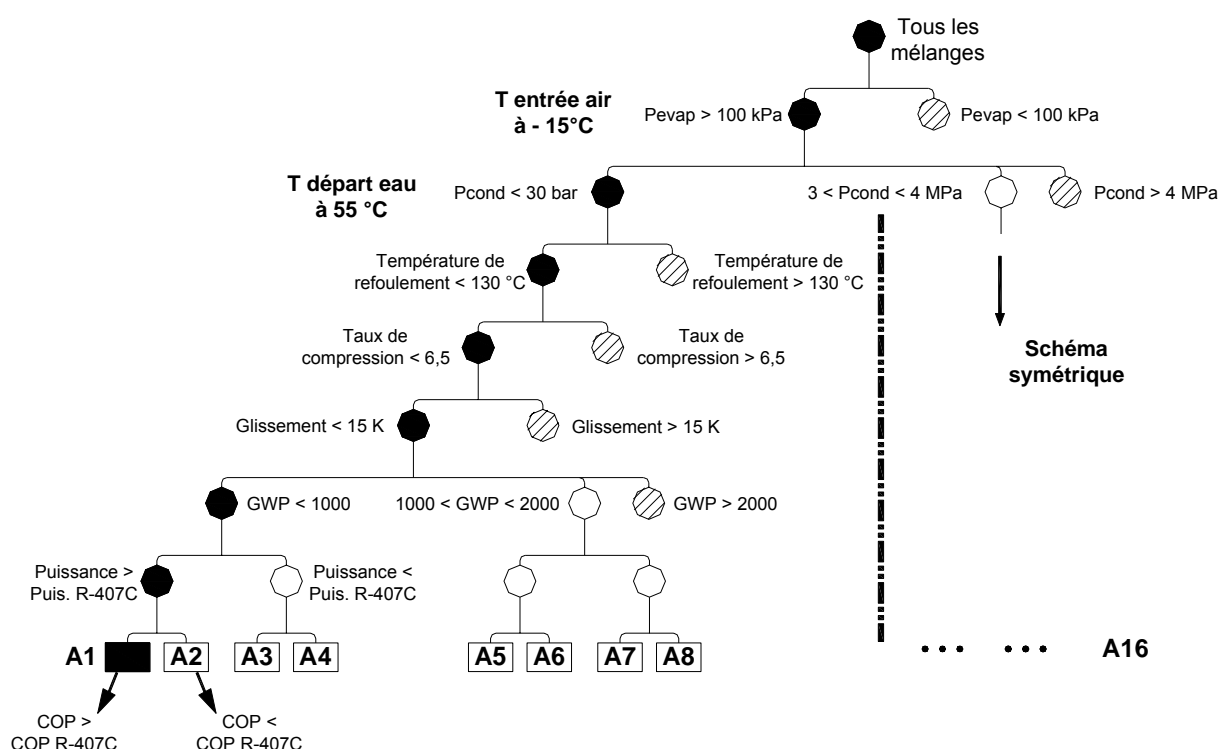 Tous les
mélanges
T entrée air
à - 15°C
Pevap > 100 kPa
Pevap < 100 kPa
T départ eau
à 55 °C
Pcond < 30 bar
3 < Pcond < 4 MPa
Pcond > 4 MPa
Température de
refoulement < 130 °C
Température de
refoulement > 130 °C
Taux de
compression < 6,5
Taux de
compression > 6,5
Schéma
symétrique
Glissement < 15 K
Glissement > 15 K
GWP < 1000
1000 < GWP < 2000
GWP > 2000
Puissance >
Puis. R-407C
Puissance <
Puis. R-407C
A1 A2 A3 A4 A5 A6 A7 A8 ... ... A16
COP >
COP R-407C
COP <
COP R-407C